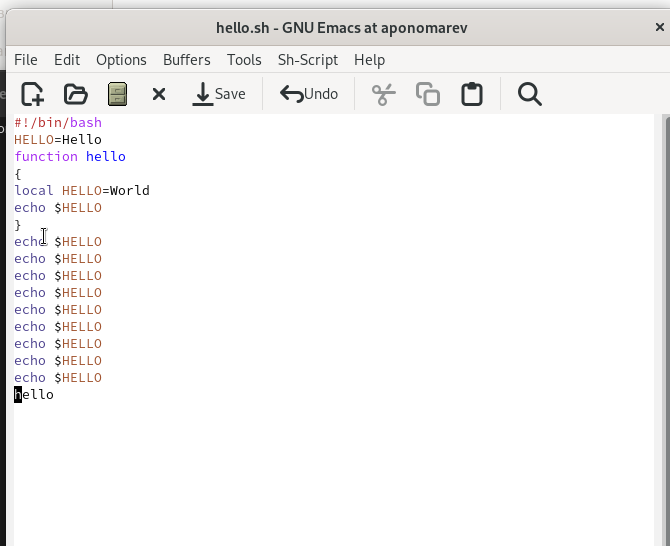 hello.sh - GNU Emacs at aponomarev
File Edit Options Buffers Tools Sh-Script Help
Save Undo
#!/bin/bash
HELLO=Hello
function hello
{
local HELLO=World
echo $HELLO
}
echo $HELLO
echo $HELLO
echo $HELLO
echo $HELLO
echo $HELLO
echo $HELLO
echo $HELLO
echo $HELLO
echo $HELLO
hello